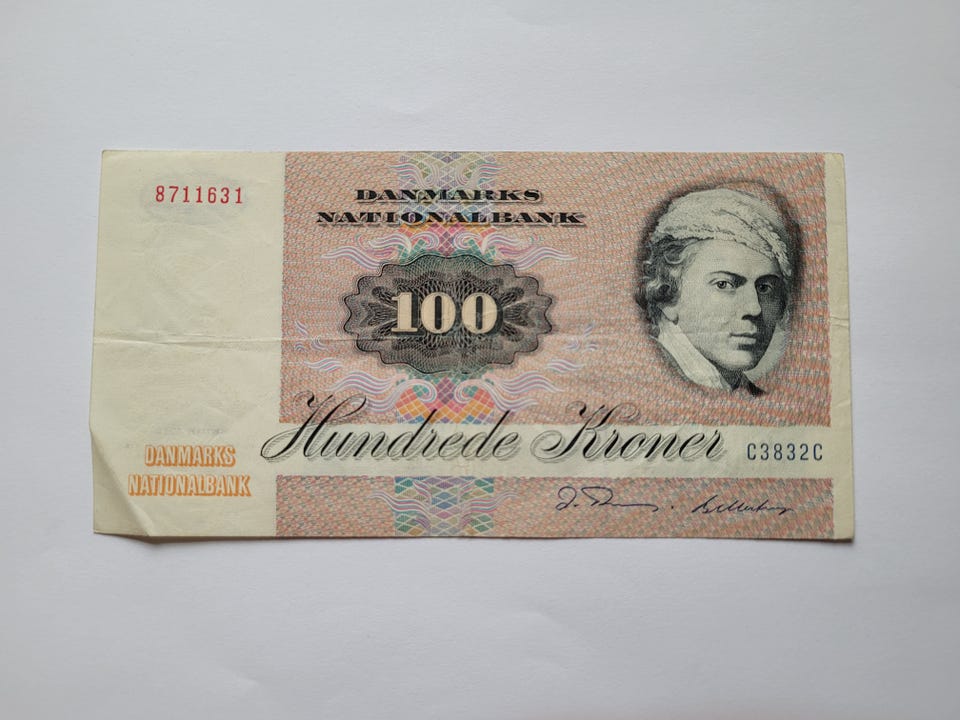 8711631
DANMARKS
NATIONALBANK
100
Hundrede Kroner
C3832C
DANMARKS
NATIONALBANK